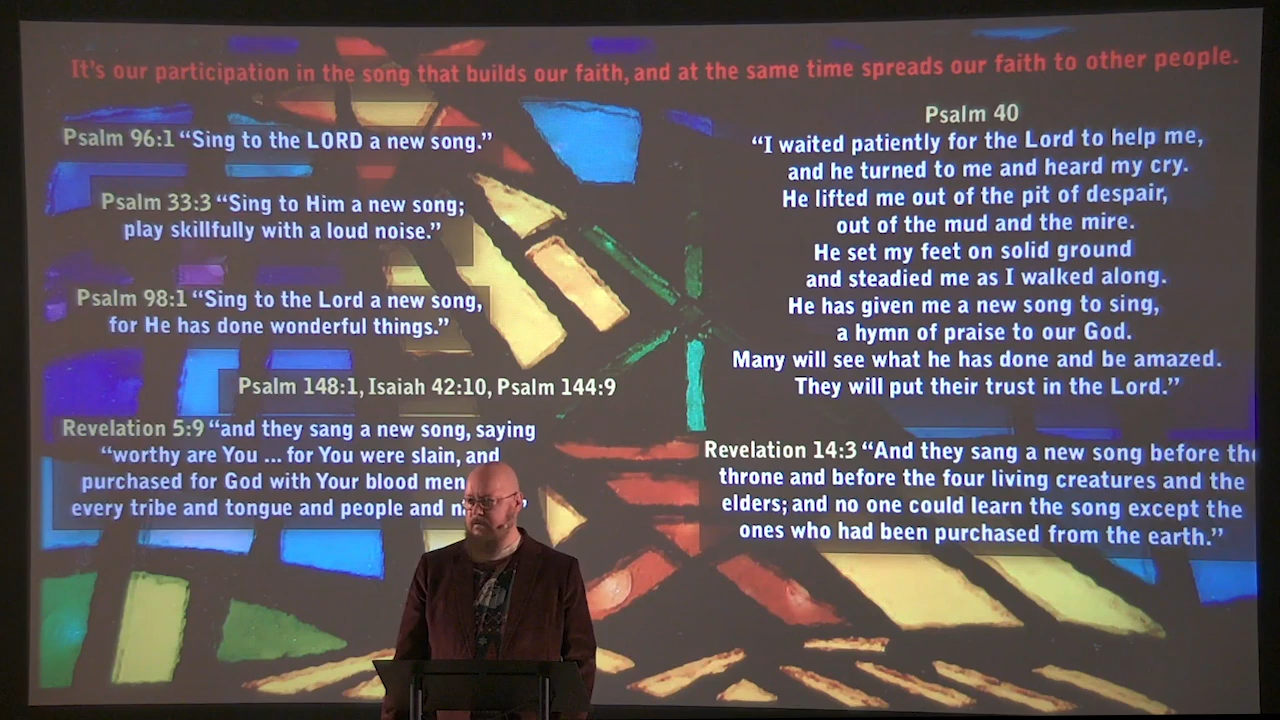 It's our participation in the song that builds our faith, and at the same time spreads our faith to other people.
Psalm 96:1 “Sing to the LORD a new song.”
Psalm 33:3 “Sing to Him a new song;
play skillfully with a loud noise.”
Psalm 98:1 “Sing to the Lord a new song,
for He has done wonderful things.”
Psalm 148:1, Isaiah 42:10, Psalm 144:9
Revelation 5:9 “and they sang a new song, saying
“worthy are You ... for You were slain, and
purchased for God with Your blood men
every tribe and tongue and people and
Psalm 40
“I waited patiently for the Lord to help me,
and he turned to me and heard my cry.
He lifted me out of the pit of despair,
out of the mud and the mire.
He set my feet on solid ground
and steadied me as I walked along.
He has given me a new song to sing,
a hymn of praise to our God.
Many will see what he has done and be amazed.
They will put their trust in the Lord.”
Revelation 14:3 “And they sang a new song before
throne and before the four living creatures and the
elders; and no one could learn the song except the
ones who had been purchased from the earth.”